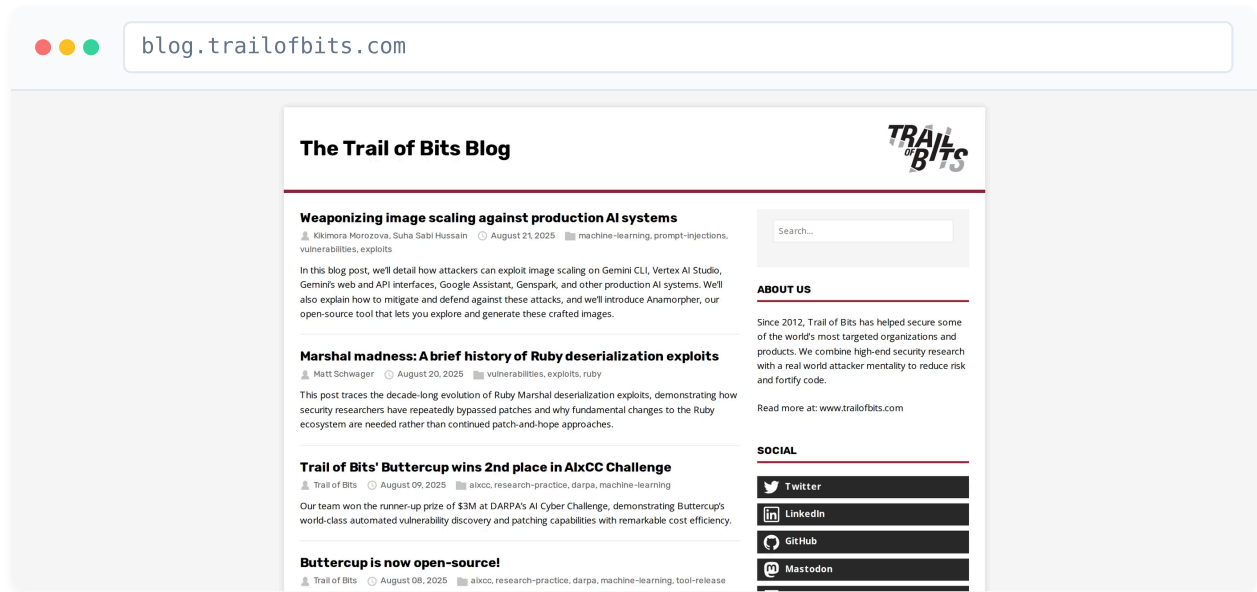 blog.trailofbits.com
The Trail of Bits Blog
TRAIL
OF
BITS
Weaponizing image scaling against production AI systems
Kikimora Morozova, Suha Sabi Hussain August 21, 2025 machine-learning, prompt-injections,
vulnerabilities, exploits
In this blog post, we'll detail how attackers can exploit image scaling on Gemini CLI, Vertex AI Studio,
Gemini's web and API interfaces, Google Assistant, Genspark, and other production AI systems. We'll
also explain how to mitigate and defend against these attacks, and we'll introduce Anamorpher, our
open-source tool that lets you explore and generate these crafted images.
Marshal madness: A brief history of Ruby deserialization exploits
Matt Schwager August 20, 2025 vulnerabilities, exploits, ruby
This post traces the decade-long evolution of Ruby Marshal deserialization exploits, demonstrating how
security researchers have repeatedly bypassed patches and why fundamental changes to the Ruby
ecosystem are needed rather than continued patch-and-hope approaches.
Trail of Bits' Buttercup wins 2nd place in AIxCC Challenge
Trail of Bits August 09, 2025 aixcc, research-practice, darpa, machine-learning
Our team won the runner-up prize of $3M at DARPA's AI Cyber Challenge, demonstrating Buttercup's
world-class automated vulnerability discovery and patching capabilities with remarkable cost efficiency.
Buttercup is now open-source!
Trail of Bits August 08, 2025 aixcc, research-practice, darpa, machine-learning, tool-release
Search...
ABOUT US
Since 2012, Trail of Bits has helped secure some
of the world's most targeted organizations and
products. We combine high-end security research
with a real world attacker mentality to reduce risk
and fortify code.
Read more at: www.trailofbits.com
SOCIAL
Twitter
LinkedIn
GitHub
Mastodon